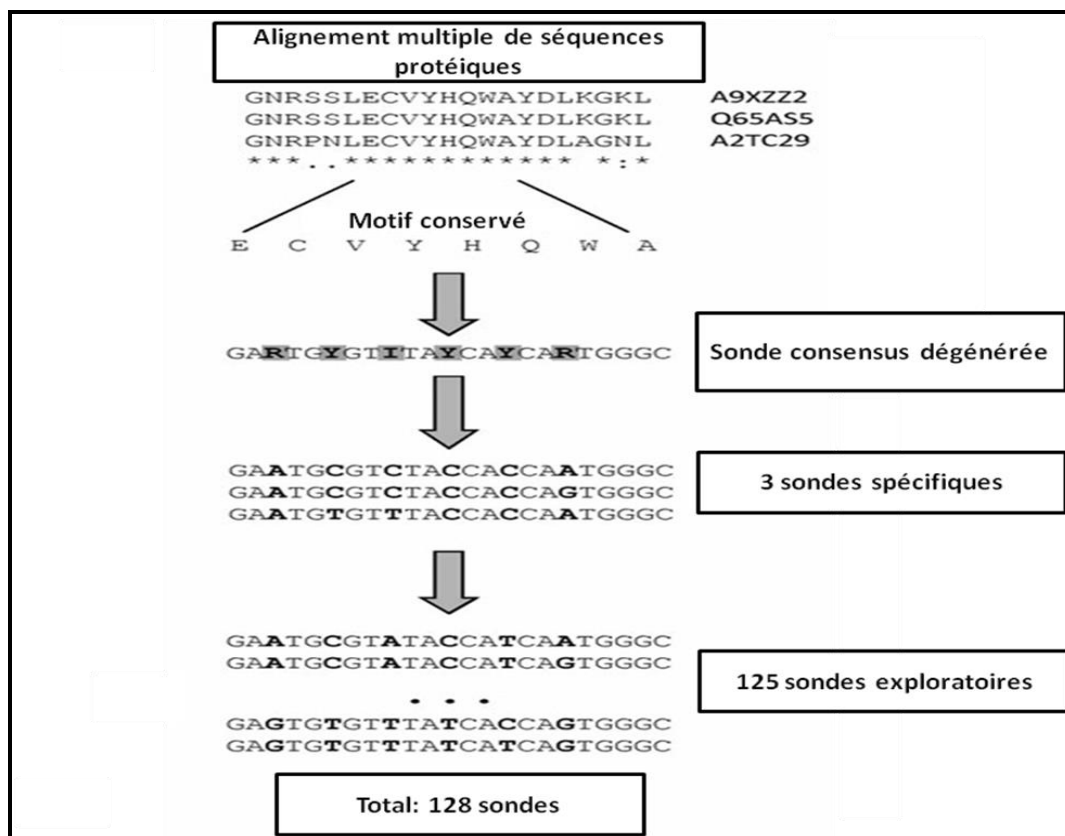 Alignement multiple de séquences
protéiques
GNRSSLECVYHQWAYDLKGKL A9XZZ2
GNRSSLECVYHQWAYDLKGKL Q65AS5
GNRPNLECVYHQWAYDLAGNL A2TC29
***..************ *:*
Motif conservé
E C V Y H Q W A
GARTGYGTITAYCAYCARTGGGC Sonde consensus dégénérée
GAATGCGTCTACCACCAATGGGC
GAATGCGTCTACCACCAGTGGGC 3 sondes spécifiques
GAATGTGTTTACCACCAATGGGC
GAATGCGTATACCATCAATGGGC
GAATGCGTATACCATCAGTGGGC
• • • 125 sondes exploratoires
GAGTGTGTTTATCACCAGTGGGC
GAGTGTGTTTATCATCAGTGGGC
Total: 128 sondes